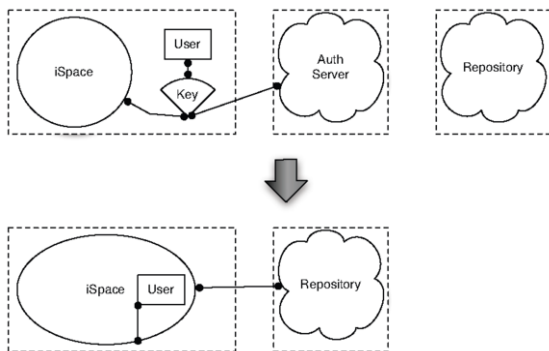 iSpace
User
Key
Auth
Server
Repository
iSpace
User
Repository